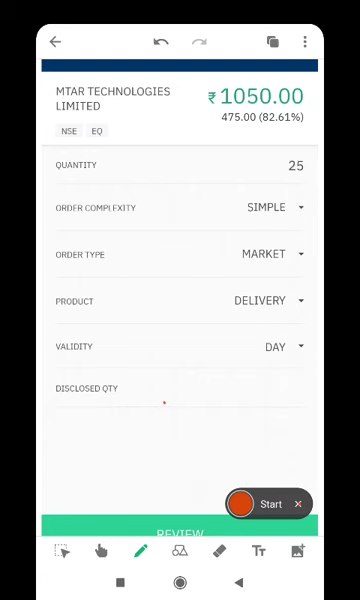 MTAR TECHNOLOGIES
LIMITED
₹ 1050.00
475.00 (82.61%)
NSE EQ
QUANTITY 25
ORDER COMPLEXITY SIMPLE
ORDER TYPE MARKET
PRODUCT DELIVERY
VALIDITY DAY
DISCLOSED QTY
Start
REVIEW
TT